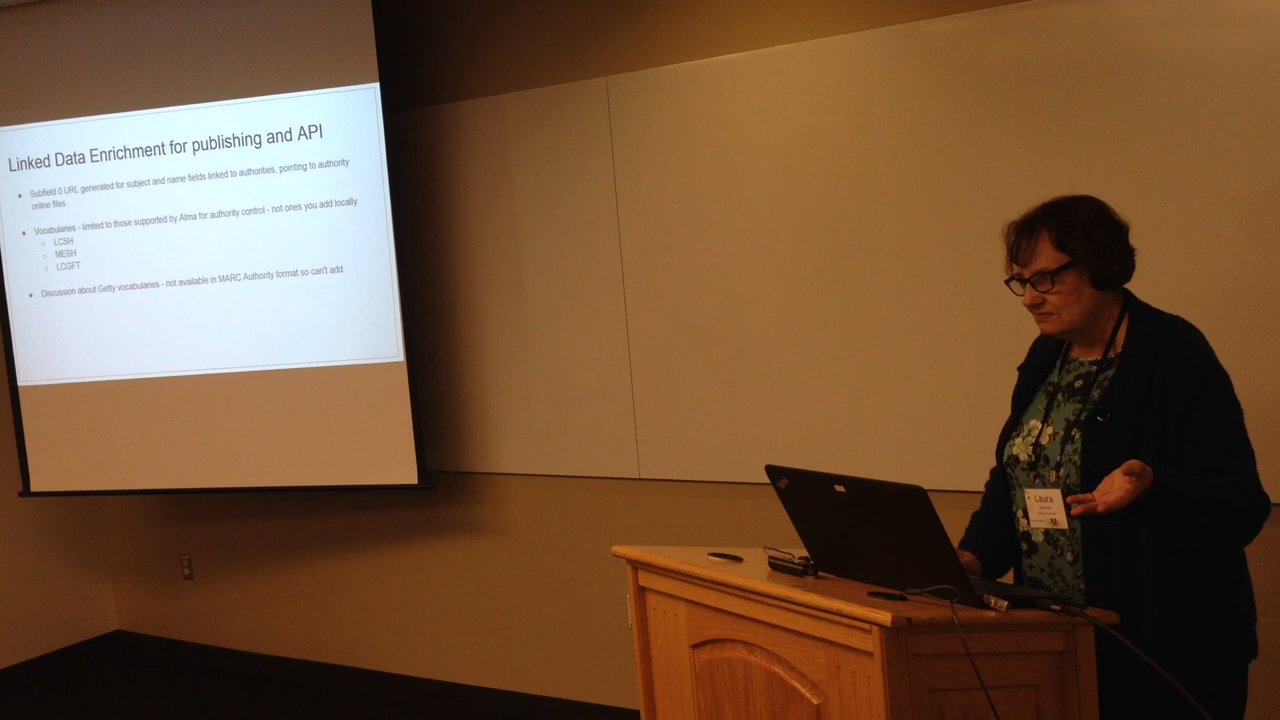 Linked Data Enrichment for publishing and API
Subfield 0 URL generated for subject and name fields linked to authorities, pointing to authority
online files.
Vocabularies - limited to those supported by Alma for authority control - not ones you add locally
LCSH
MESH
LCGFT
Discussion about Getty vocabularies - not available in MARC Authority format so can't add.
Laura